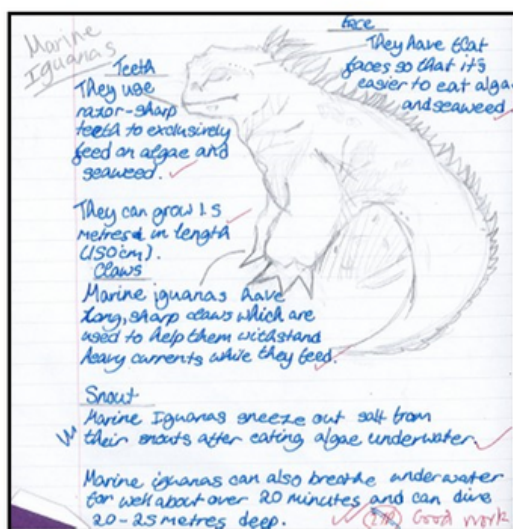 Marine
Iguanas
Face
They have flat
faces so that it's
easier to eat algae
and seaweed.
Teeth
They use
razor-sharp
teeth to exclusively
feed on algae and
seaweed.
They can grow 1.5
metres in length
(150cm).
Claws
Marine iguanas have
long, sharp claws which are
used to help them withstand
heavy currents while they feed.
Snout
Marine Iguanas sneeze out salt from
their snouts after eating algae underwater.
Marine iguanas can also breathe underwater
for well about over 20 minutes and can dive
20-25 metres deep.
Good work